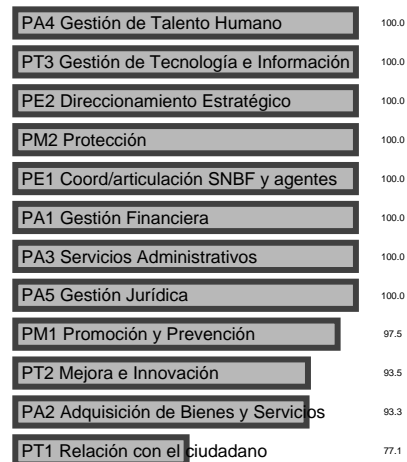 PA4 Gestión de Talento Humano 100.0
PT3 Gestión de Tecnología e Información 100.0
PE2 Direccionamiento Estratégico 100.0
PM2 Protección 100.0
PE1 Coord/articulación SNBF y agentes 100.0
PA1 Gestión Financiera 100.0
PA3 Servicios Administrativos 100.0
PA5 Gestión Jurídica 100.0
PM1 Promoción y Prevención 97.5
PT2 Mejora e Innovación 93.5
PA2 Adquisición de Bienes y Servicios 93.3
PT1 Relación con el ciudadano 77.1